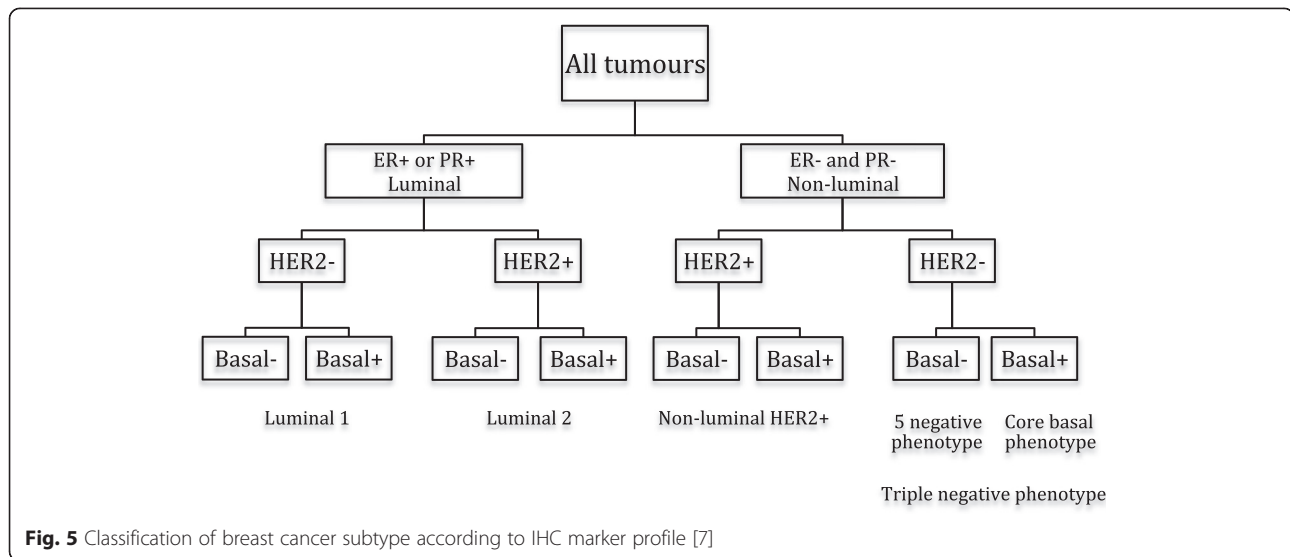 All tumours
ER+ or PR+
Luminal
ER- and PR-
Non-luminal
HER2-
HER2+
HER2+
HER2-
Basal-
Basal+
Basal-
Basal+
Basal-
Basal+
Basal-
Basal+
Luminal 1
Luminal 2
Non-luminal HER2+
5 negative
phenotype
Core basal
phenotype
Triple negative phenotype
Fig. 5 Classification of breast cancer subtype according to IHC marker profile [7]